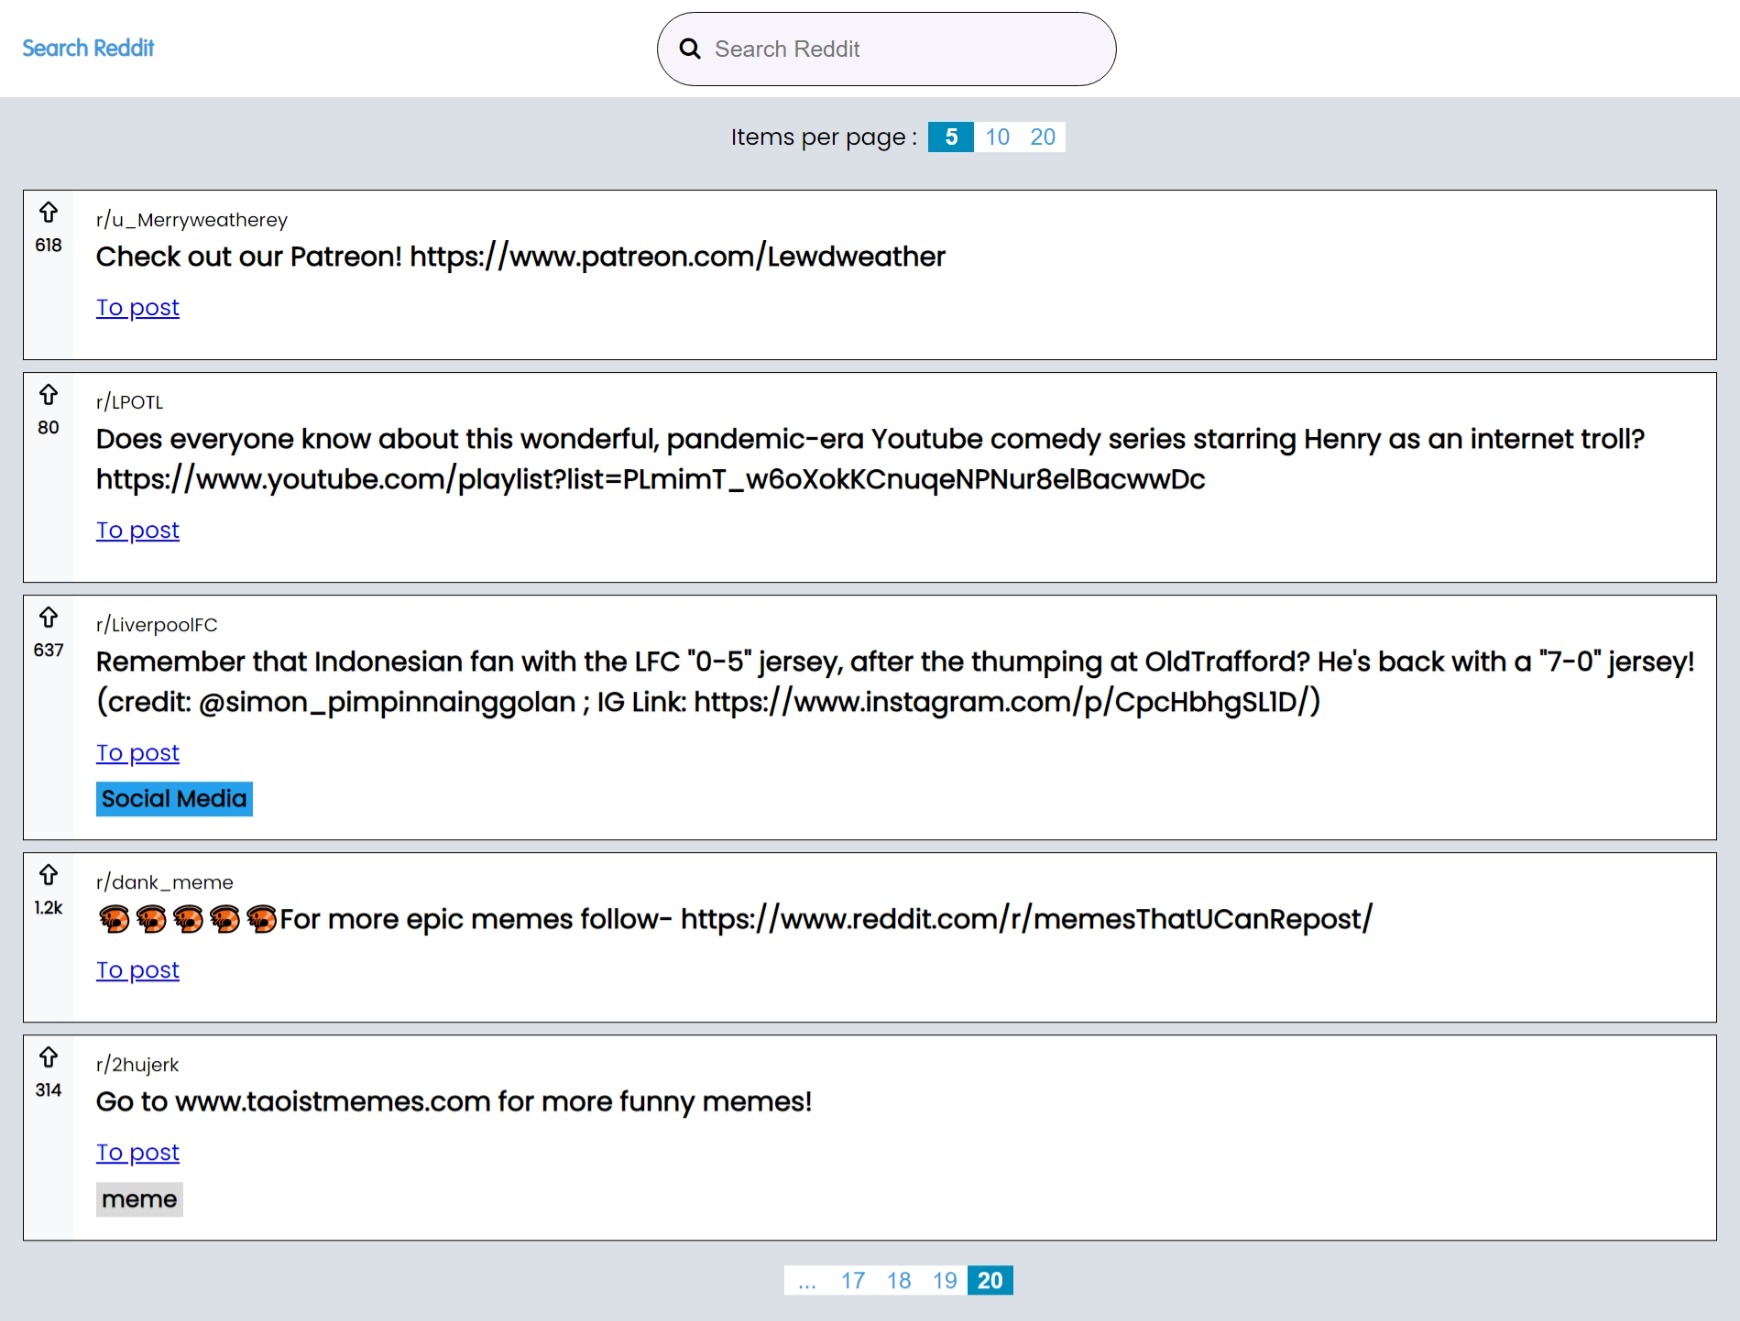 Search Reddit
Search Reddit
Items per page : 5 10 20
r/u_Merryweatherey
618
Check out our Patreon! https://www.patreon.com/Lewdweather
To post
r/LPOTL
80
Does everyone know about this wonderful, pandemic-era Youtube comedy series starring Henry as an internet troll?
https://www.youtube.com/playlist?list=PLmimT_w6oXokKCnuqeNPNur8elBacwwDc
To post
r/LiverpoolFC
637
Remember that Indonesian fan with the LFC "0-5" jersey, after the thumping at OldTrafford? He's back with a "7-0" jersey!
(credit: @simon_pimpinnainggolan ; IG Link: https://www.instagram.com/p/CpcHbhgSL1D/)
To post
Social Media
r/dank_meme
1.2k
🦐🦐🦐🦐🦐For more epic memes follow- https://www.reddit.com/r/memesThatUCanRepost/
To post
r/2hujerk
314
Go to www.taoistmemes.com for more funny memes!
To post
meme
... 17 18 19 20